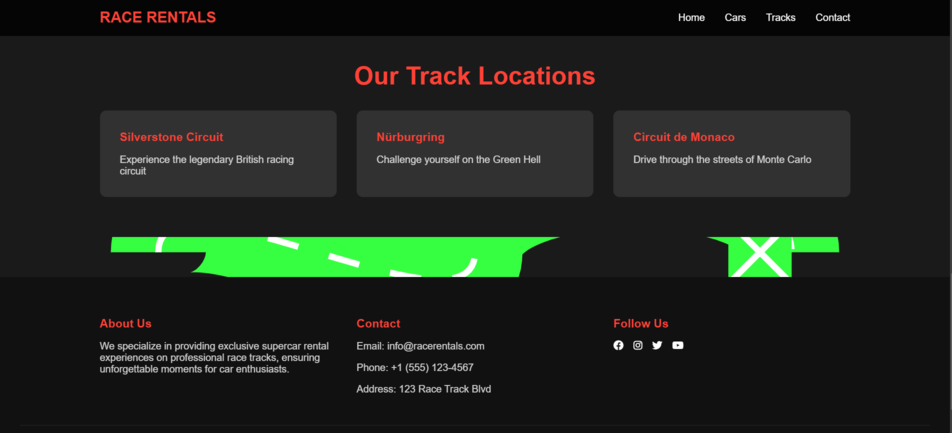 RACE RENTALS
Home Cars Tracks Contact
Our Track Locations
Silverstone Circuit
Experience the legendary British racing
circuit
Nürburgring
Challenge yourself on the Green Hell
Circuit de Monaco
Drive through the streets of Monte Carlo
About Us
We specialize in providing exclusive supercar rental
experiences on professional race tracks, ensuring
unforgettable moments for car enthusiasts.
Contact
Email: info@racerentals.com
Phone: +1 (555) 123-4567
Address: 123 Race Track Blvd
Follow Us